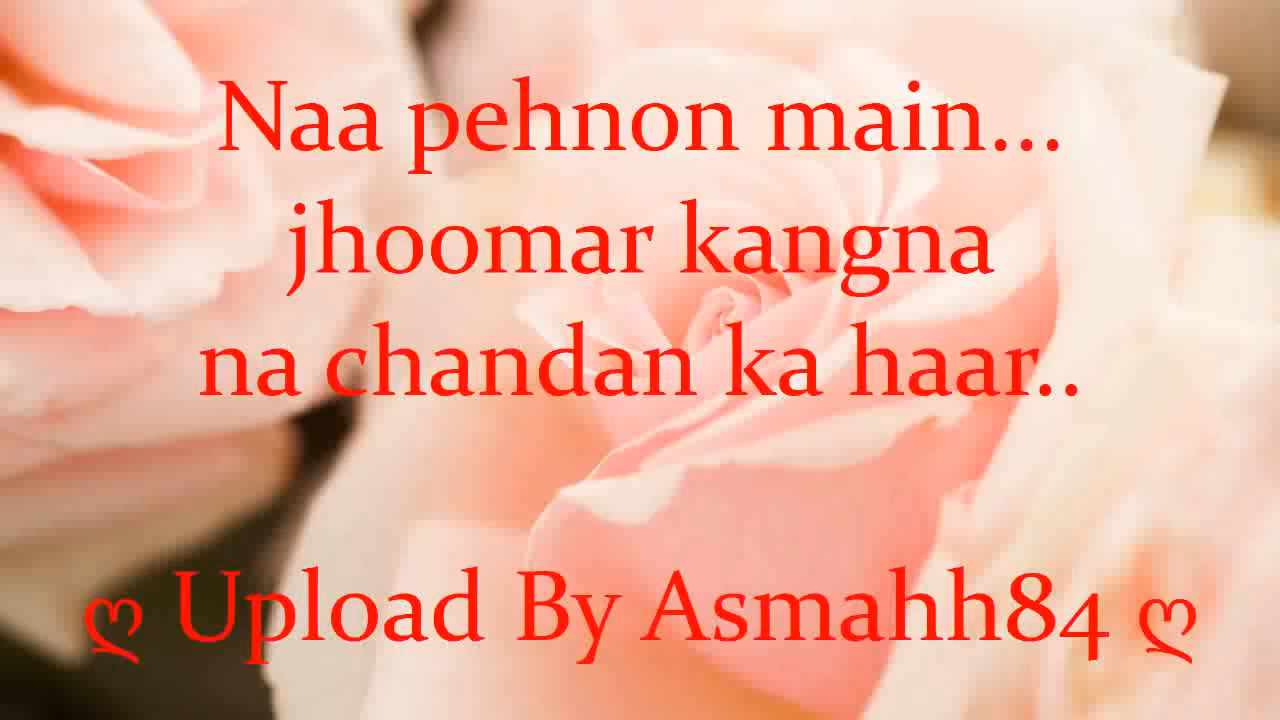 Naa pehnon main...
jhoomar kangna
na chandan ka haar..
ღ Upload By Asmahh84 ღ